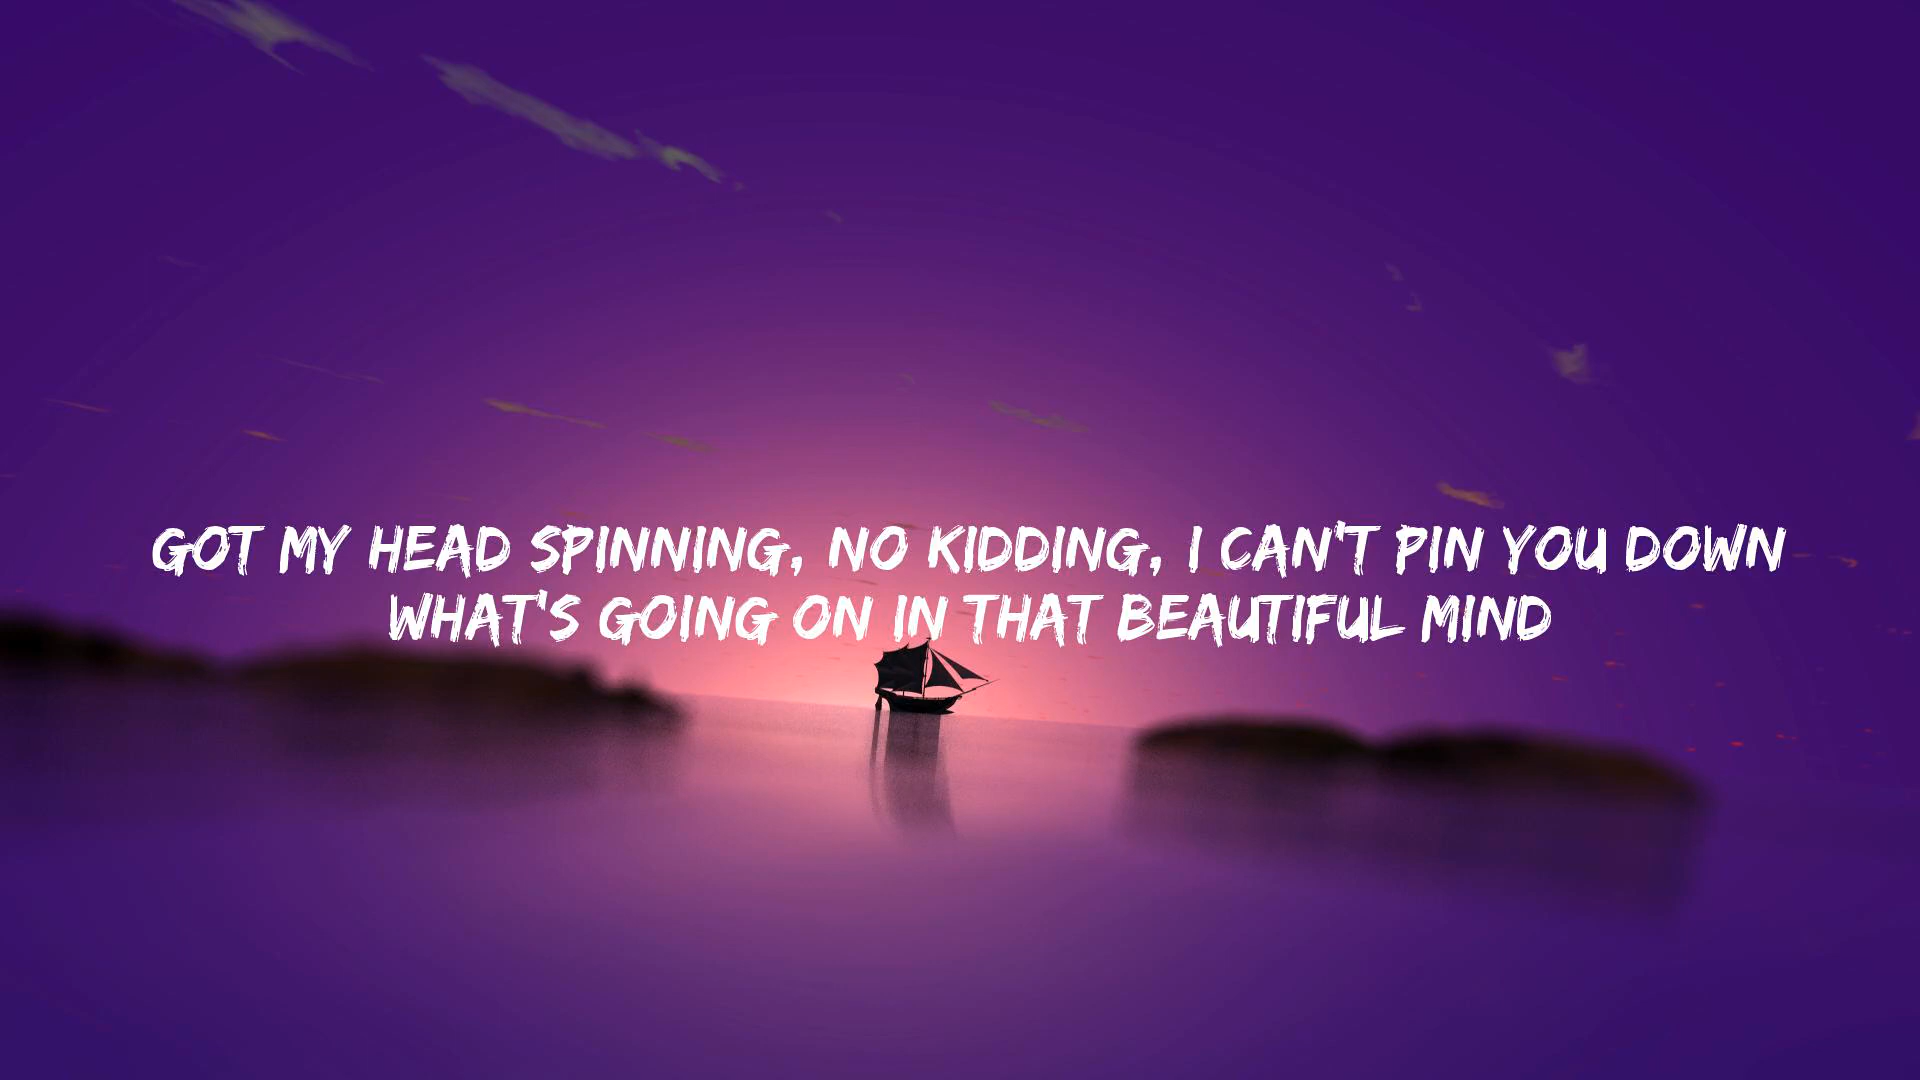 GOT MY HEAD SPINNING, NO KIDDING, I CAN'T PIN YOU DOWN
WHAT'S GOING ON IN THAT BEAUTIFUL MIND